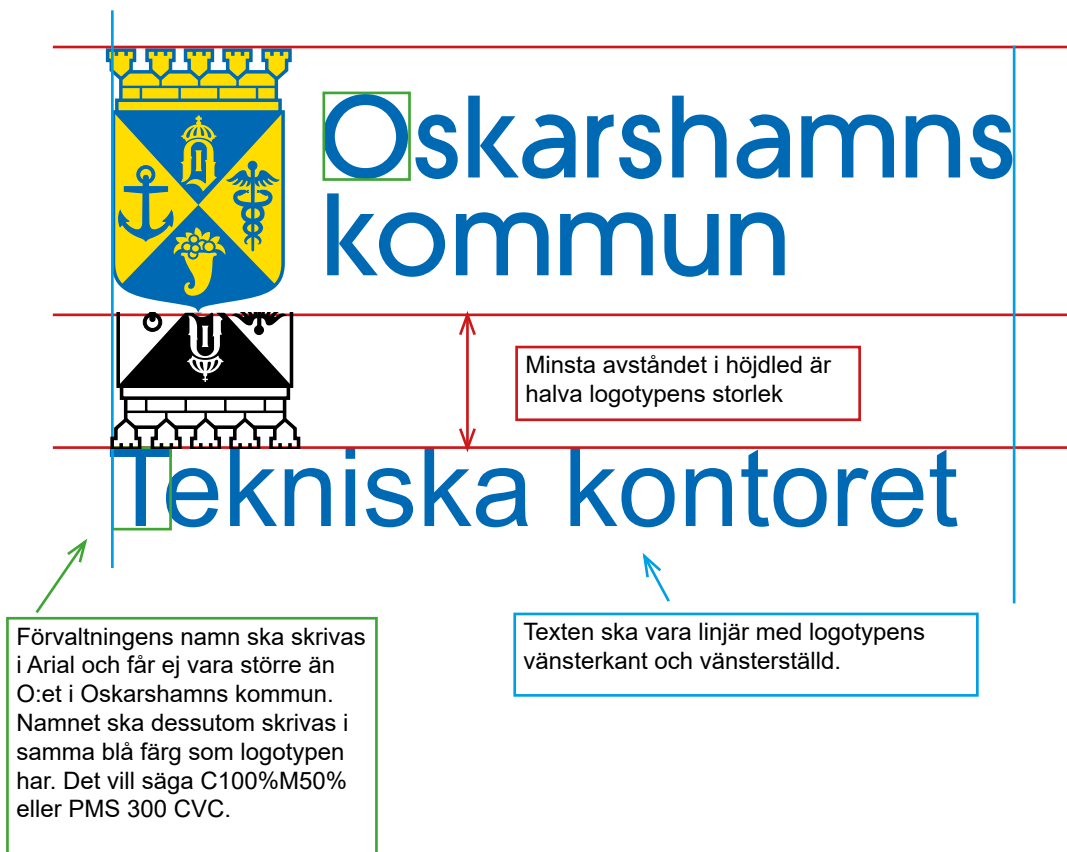 Oskarshamns
kommun
Minsta avståndet i höjdled är
halva logotypens storlek
Tekniska kontoret
Förvaltningens namn ska skrivas
i Arial och får ej vara större än
O:et i Oskarshamns kommun.
Namnet ska dessutom skrivas i
samma blå färg som logotypen
har. Det vill säga C100%M50%
eller PMS 300 CVC.
Texten ska vara linjär med logotypens
vänsterkant och vänsterställd.